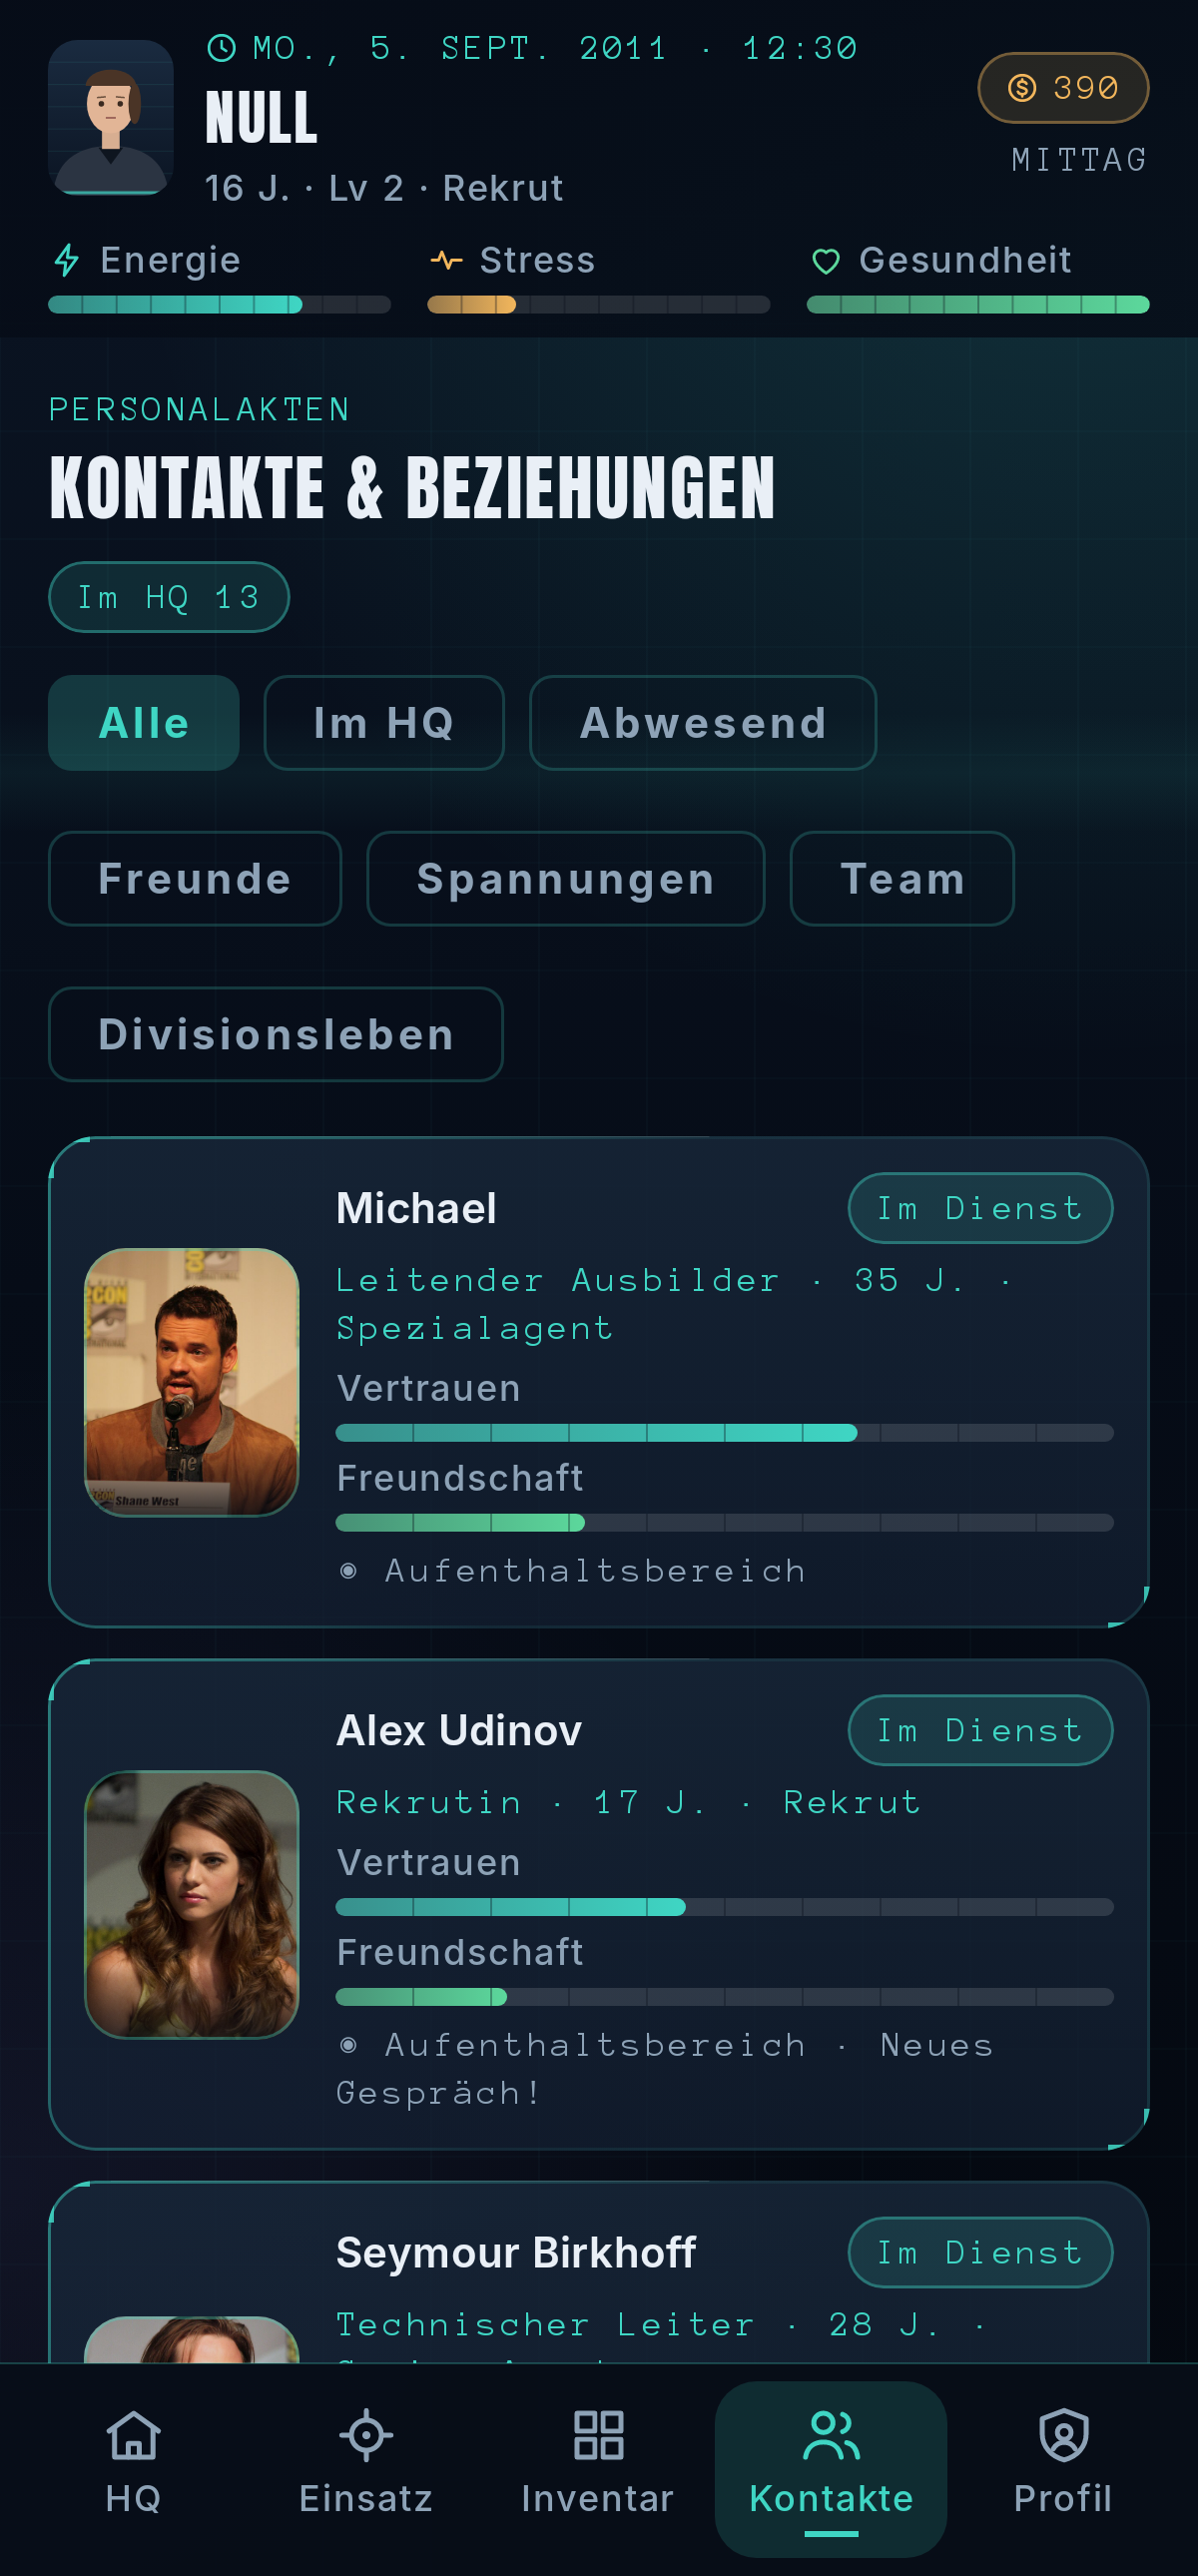 MO., 5. SEPT. 2011 · 12:30
NULL
16 J. · Lv 2 · Rekrut
390
MITTAG
Energie
Stress
Gesundheit
PERSONALAKTEN
KONTAKTE & BEZIEHUNGEN
Im HQ 13
Alle
Im HQ
Abwesend
Freunde
Spannungen
Team
Divisionsleben
Michael
Im Dienst
Leitender Ausbilder · 35 J. ·
Spezialagent
Vertrauen
Freundschaft
◉ Aufenthaltsbereich
Shane West
Alex Udinov
Im Dienst
Rekrutin · 17 J. · Rekrut
Vertrauen
Freundschaft
◉ Aufenthaltsbereich · Neues
Gespräch!
Seymour Birkhoff
Im Dienst
Technischer Leiter · 28 J. ·
HQ
Einsatz
Inventar
Kontakte
Profil